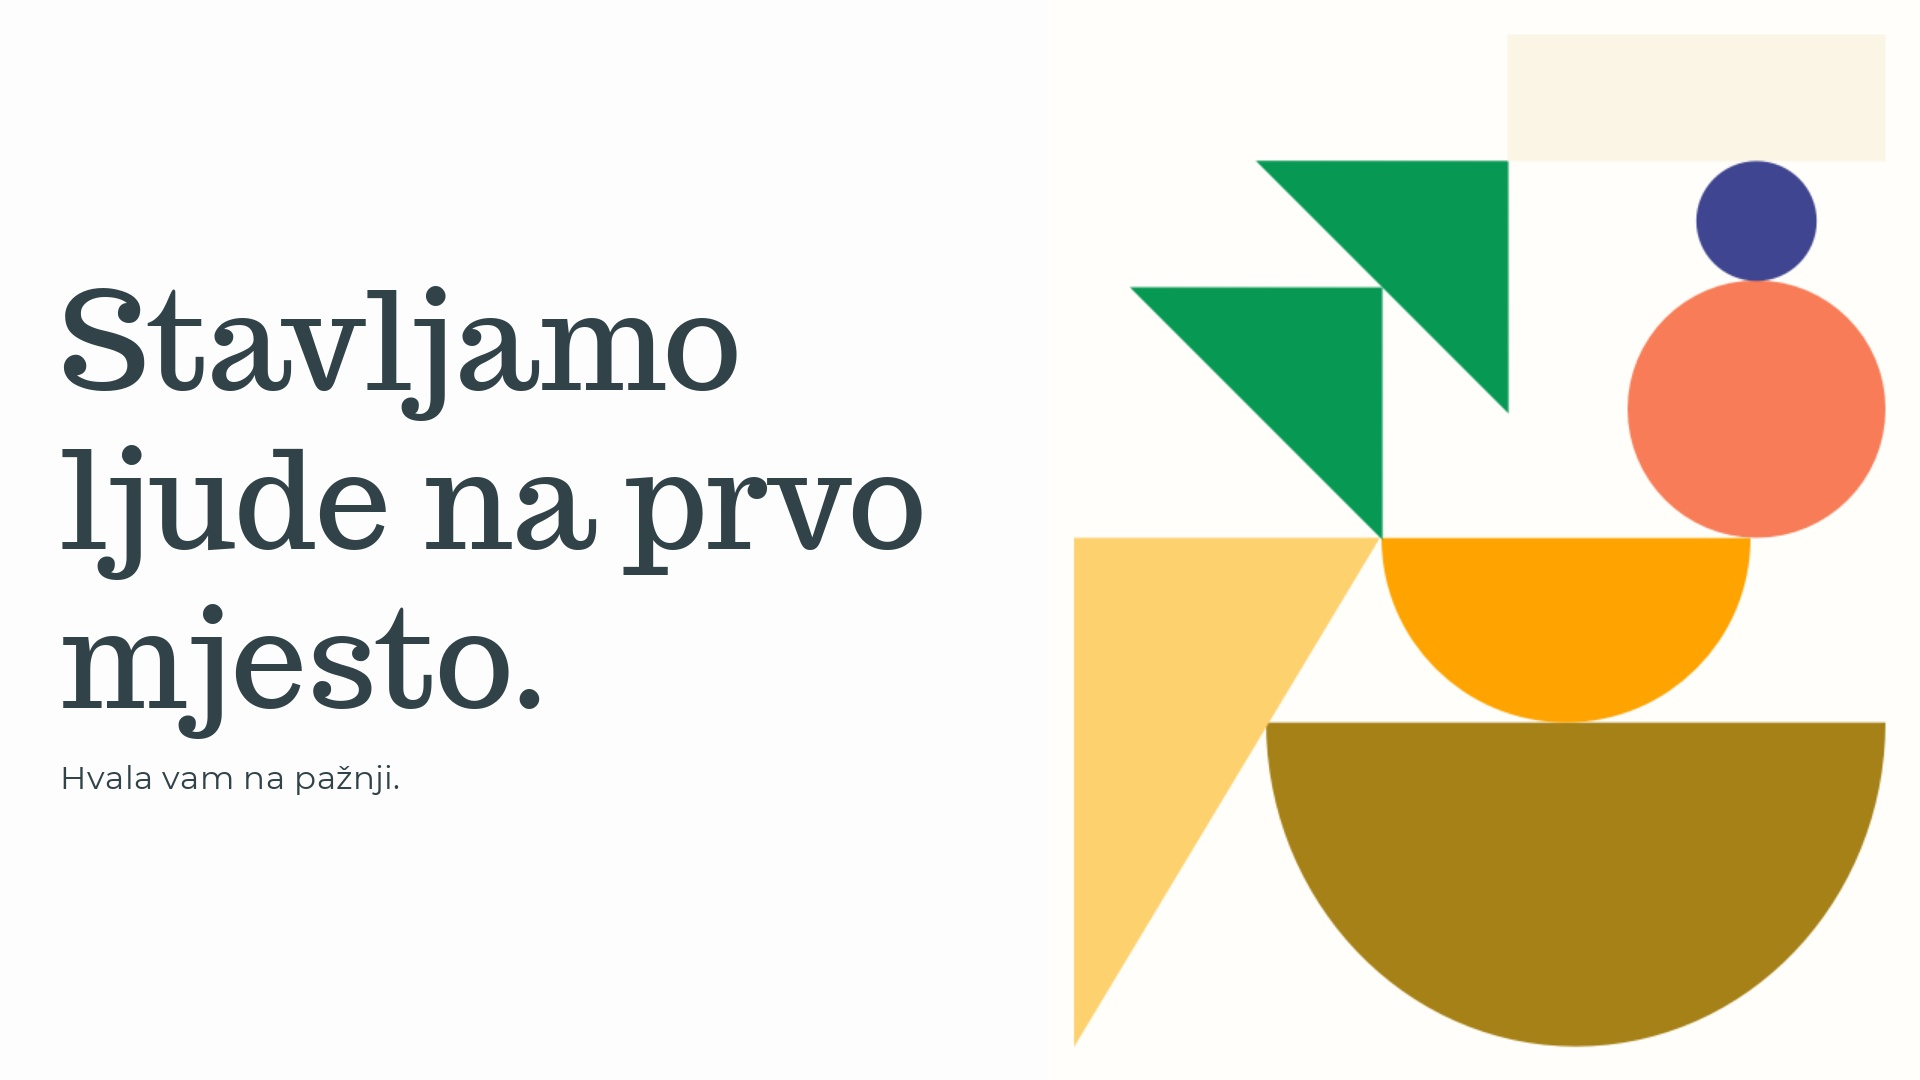 Stavljamo
ljude na prvo
mjesto.
Hvala vam na pažnji.